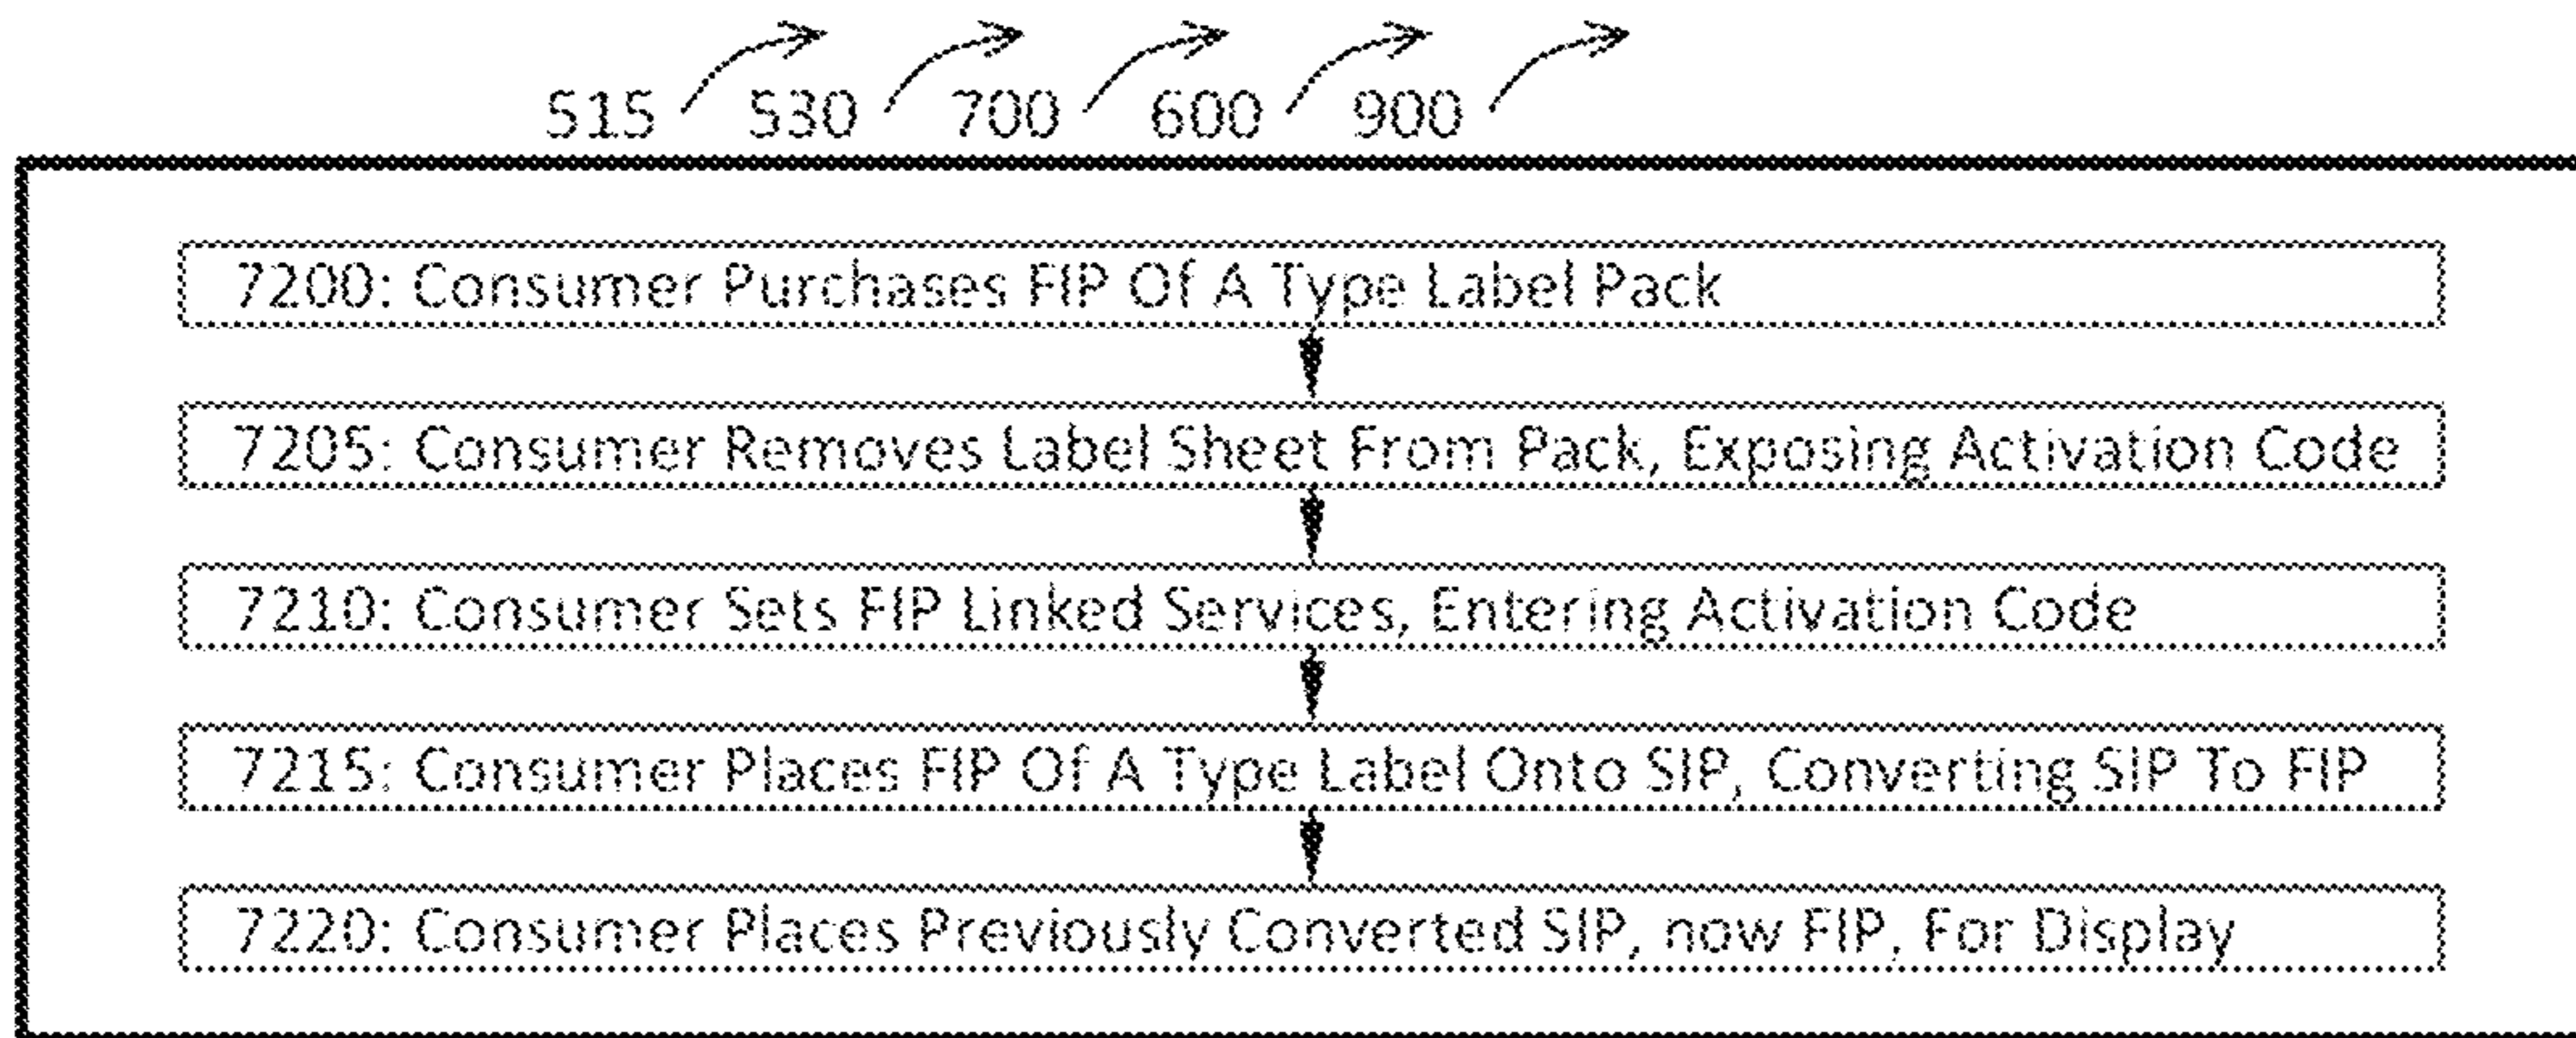 515 530 700 600 900
7200: Consumer Purchases FIP Of A Type Label Pack
7205: Consumer Removes Label Sheet From Pack, Exposing Activation Code
7210: Consumer Sets FIP Linked Services, Entering Activation Code
7215: Consumer Places FIP Of A Type Label Onto SIP, Converting SIP To FIP
7220: Consumer Places Previously Converted SIP, now FIP, For Display